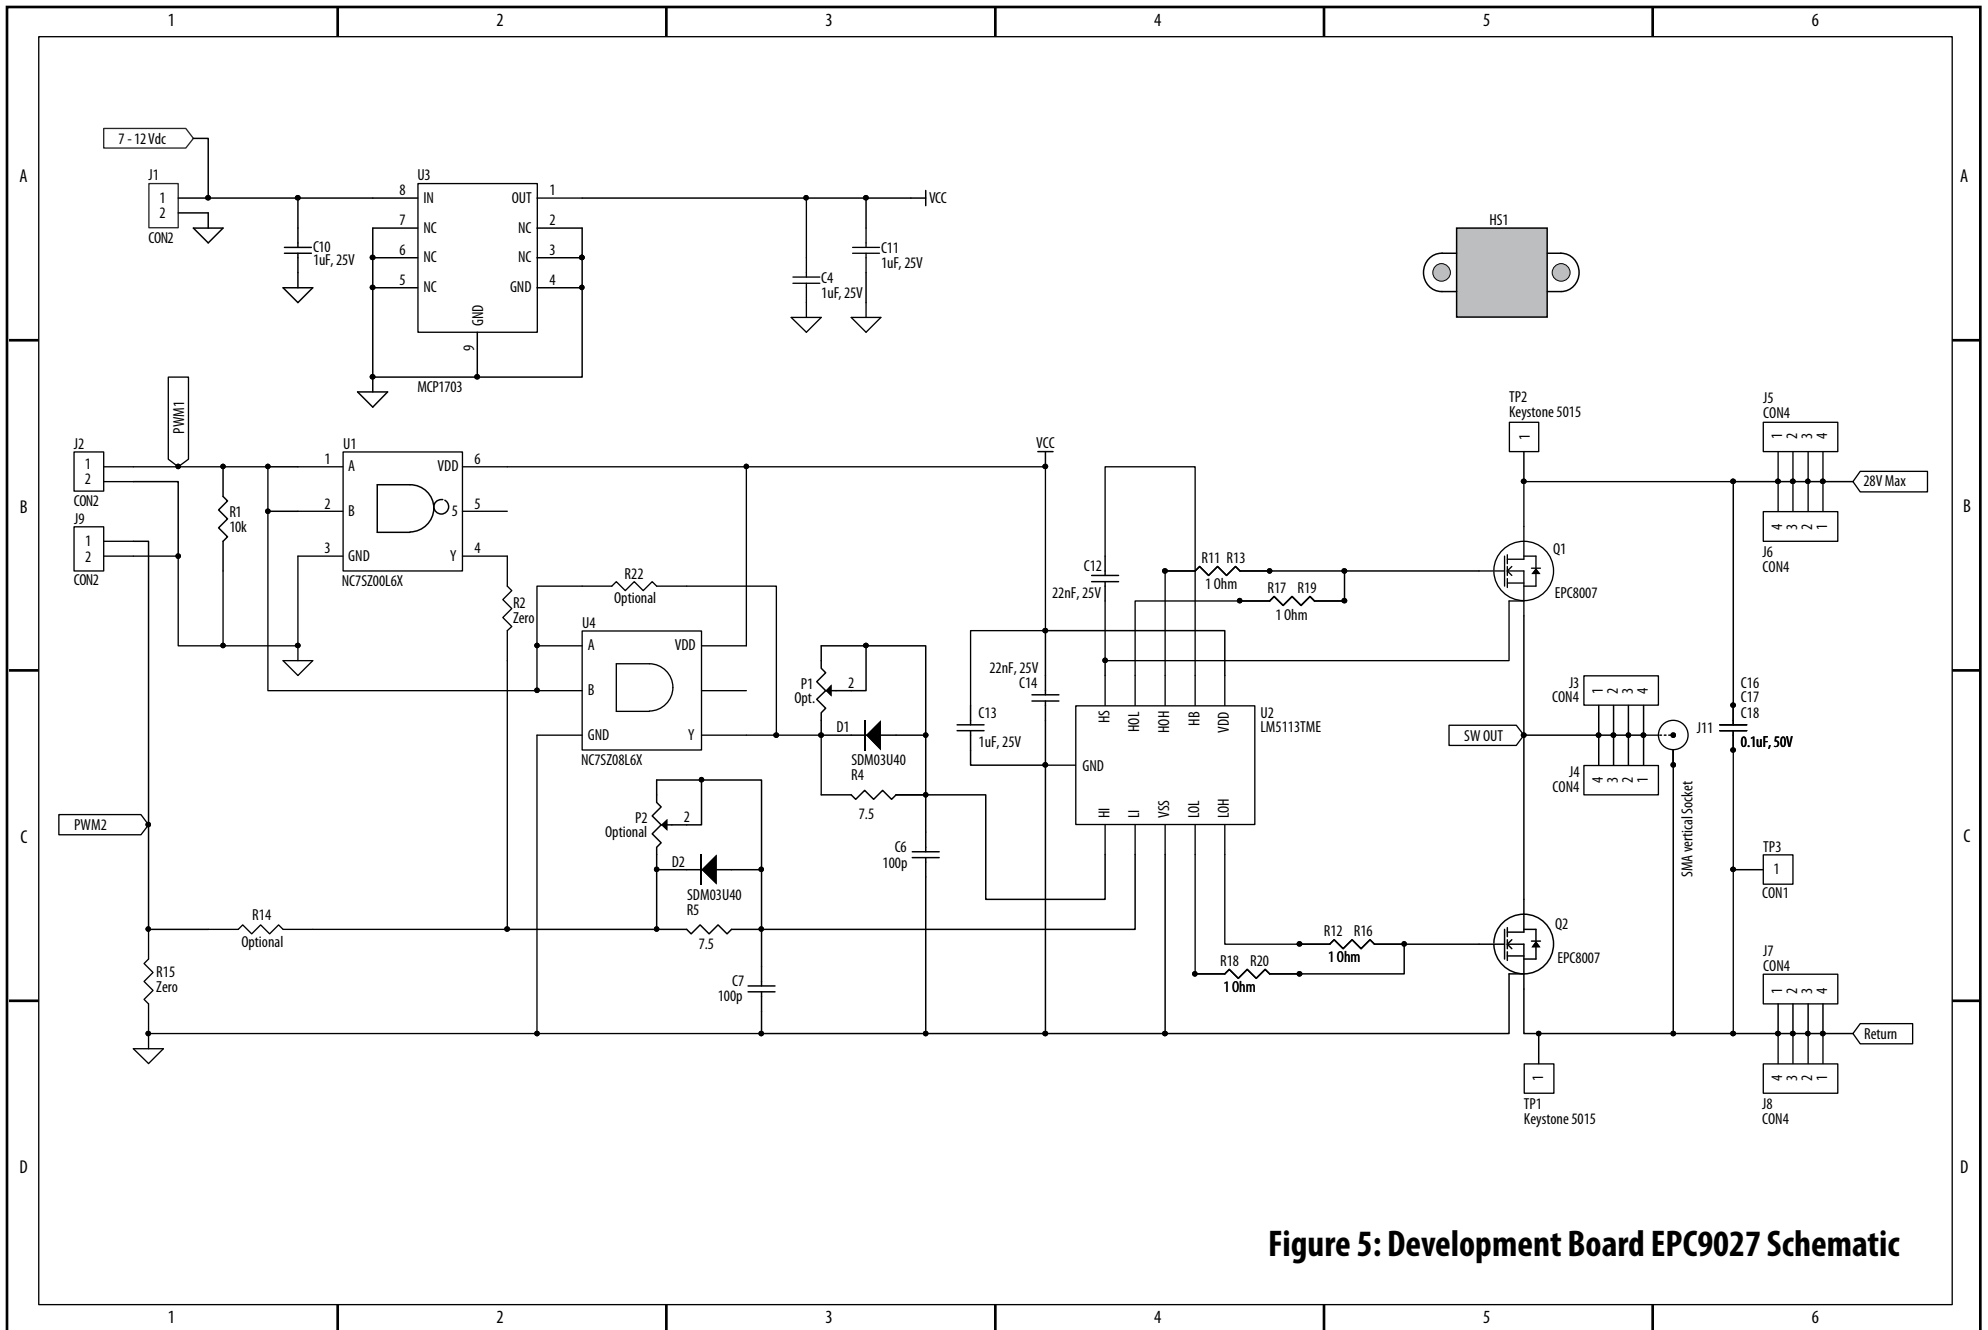 1 2 3 4 5 6
A
A
7 - 12 Vdc
J1
1
2
CON2
C10
1uF, 25V
U3
8 IN
7 NC
6 NC
5 NC
OUT 1
NC 2
NC 3
GND 4
GND
9
MCP1703
VCC
C4
1uF, 25V
C11
1uF, 25V
HS1
B
B
PWM1
J2
1
2
CON2
J9
1
2
CON2
R1
10k
U1
1 A
2 B
3 GND
VDD 6
5 5
Y 4
NC7SZ00L6X
R2
Zero
R22
Optional
U4
A
B
GND
VDD
Y
NC7SZ08L6X
VCC
C12
22nF, 25V
R11 R13
1 Ohm
R17 R19
1 Ohm
TP2
Keystone 5015
1
Q1
EPC8007
J5
CON4
1 2 3 4
28V Max
4 3 2 1
J6
CON4
C
C
P1
Opt.
2
D1
SDM03U40
R4
7.5
22nF, 25V
C14
C13
1uF, 25V
U2
LM5113TME
HS
HOL
HOH
HB
VDD
GND
HI
LI
VSS
LOL
LOH
J3
CON4
1 2 3 4
SW OUT
J4
CON4
4 3 2 1
J11
SMA vertical Socket
C16
C17
C18
0.1uF, 50V
TP3
1
CON1
PWM2
P2
Optional
2
D2
SDM03U40
R5
7.5
C6
100p
C7
100p
R14
Optional
R15
Zero
R12 R16
1 Ohm
R18 R20
1 Ohm
Q2
EPC8007
J7
CON4
1 2 3 4
Return
4 3 2 1
J8
CON4
1
TP1
Keystone 5015
D
D
Figure 5: Development Board EPC9027 Schematic
1 2 3 4 5 6